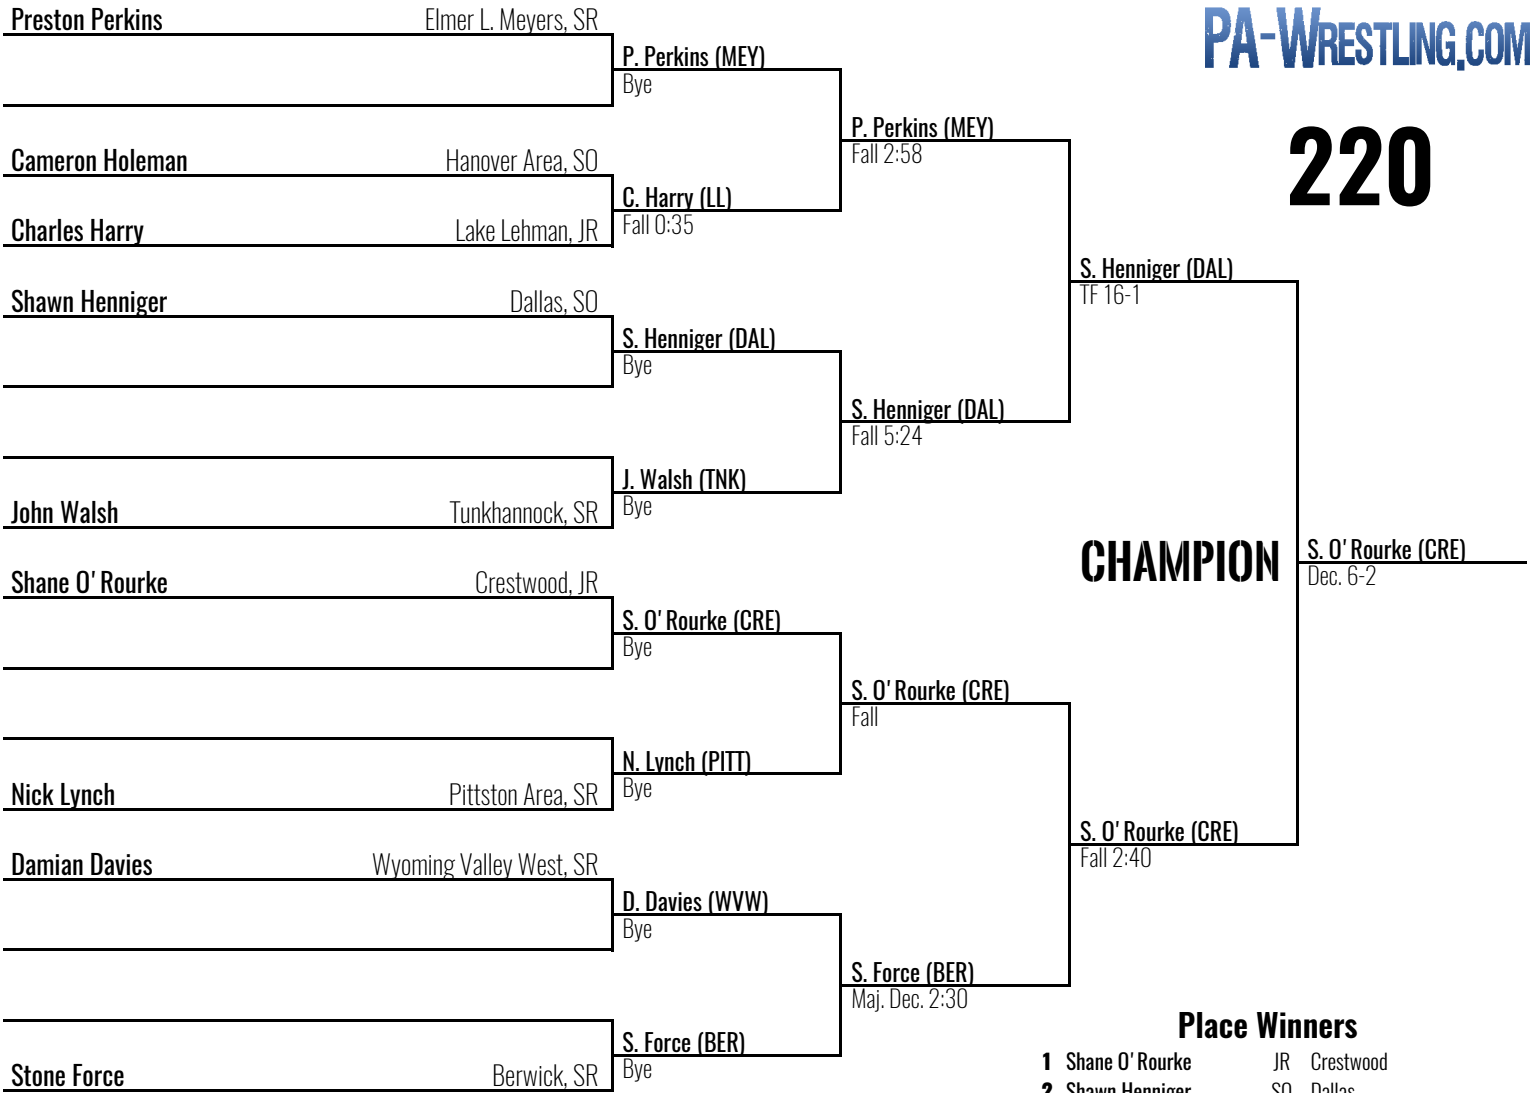 Preston Perkins Elmer L. Meyers, SR
P. Perkins (MEY)
Bye
Cameron Holeman Hanover Area, SO
C. Harry (LL)
Fall 0:35
Charles Harry Lake Lehman, JR
P. Perkins (MEY)
Fall 2:58
Shawn Henniger Dallas, SO
S. Henniger (DAL)
Bye
J. Walsh (TNK)
Bye
John Walsh Tunkhannock, SR
S. Henniger (DAL)
Fall 5:24
S. Henniger (DAL)
TF 16-1
Shane O'Rourke Crestwood, JR
S. O'Rourke (CRE)
Bye
N. Lynch (PITT)
Bye
Nick Lynch Pittston Area, SR
S. O'Rourke (CRE)
Fall
Damian Davies Wyoming Valley West, SR
D. Davies (WVW)
Bye
S. Force (BER)
Bye
Stone Force Berwick, SR
S. Force (BER)
Maj. Dec. 2:30
S. O'Rourke (CRE)
Fall 2:40
PA-WRESTLING.COM
220
CHAMPION
S. O'Rourke (CRE)
Dec. 6-2
Place Winners
1 Shane O'Rourke JR Crestwood
2 Shawn Henniger SO Dallas